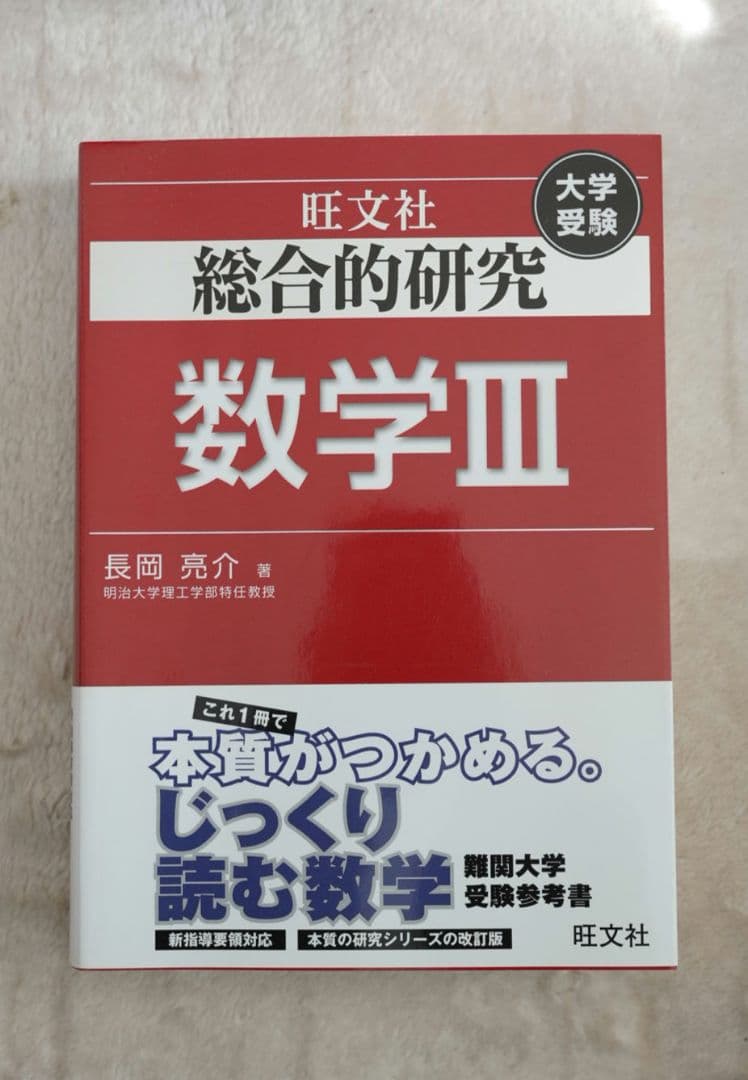 大学
受験
旺文社
総合的研究
数学III
長岡 亮介 著
明治大学理工学部特任教授
これ1冊で
本質がつかめる。
じっくり
読む数学
難関大学
受験参考書
新指導要領対応
本質の研究シリーズの改訂版
旺文社